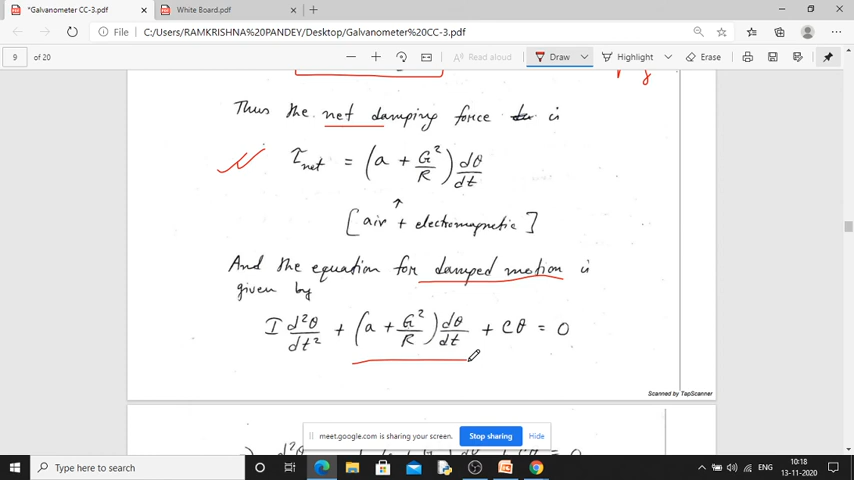 *Galvanometer CC-3.pdf
White Board.pdf
C:/Users/RAMKRISHNA PANDEY/Desktop/Galvanometer%20CC-3.pdf
9 of 20
Read aloud
Draw
Highlight
Erase
Thus the net damping force is
τnet = (a + G²/R) dθ/dt
↑
[air + electromagnetic]
And the equation for damped motion is
given by
I d²θ/dt² + (a + G²/R) dθ/dt + Cθ = 0
Scanned by TapScanner
meet.google.com is sharing your screen.
Stop sharing
Hide
Type here to search
ENG
10:18
13-11-2020